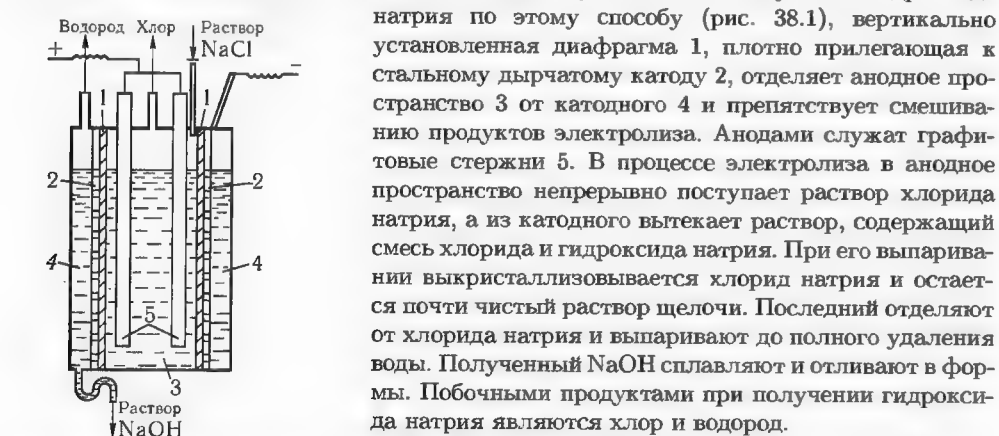 Водород Хлор Раствор
NaCl
+
−
1 1
2 2
4 4
5
3
Раствор
NaOH
натрия по этому способу (рис. 38.1), вертикально
установленная диафрагма 1, плотно прилегающая к
стальному дырчатому катоду 2, отделяет анодное про-
странство 3 от катодного 4 и препятствует смешива-
нию продуктов электролиза. Анодами служат графи-
товые стержни 5. В процессе электролиза в анодное
пространство непрерывно поступает раствор хлорида
натрия, а из катодного вытекает раствор, содержащий
смесь хлорида и гидроксида натрия. При его выпарива-
нии выкристаллизовывается хлорид натрия и остает-
ся почти чистый раствор щелочи. Последний отделяют
от хлорида натрия и выпаривают до полного удаления
воды. Полученный NaOH сплавляют и отливают в фор-
мы. Побочными продуктами при получении гидрокси-
да натрия являются хлор и водород.